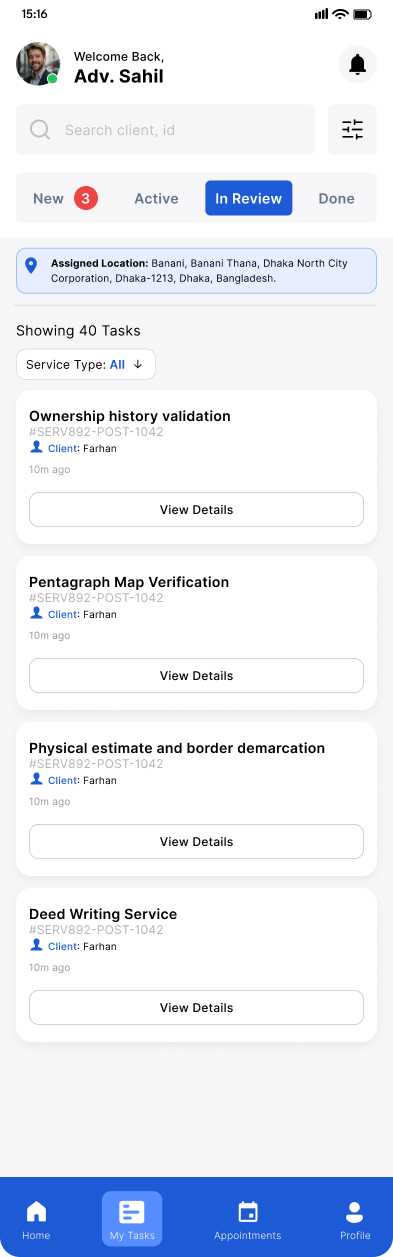 15:16
Welcome Back,
Adv. Sahil
Search client, id
New 3 Active In Review Done
Assigned Location: Banani, Banani Thana, Dhaka North City
Corporation, Dhaka-1213, Dhaka, Bangladesh.
Showing 40 Tasks
Service Type: All ↓
Ownership history validation
#SERV892-POST-1042
Client: Farhan
10m ago
View Details
Pentagraph Map Verification
#SERV892-POST-1042
Client: Farhan
10m ago
View Details
Physical estimate and border demarcation
#SERV892-POST-1042
Client: Farhan
10m ago
View Details
Deed Writing Service
#SERV892-POST-1042
Client: Farhan
10m ago
View Details
Home My Tasks Appointments Profile